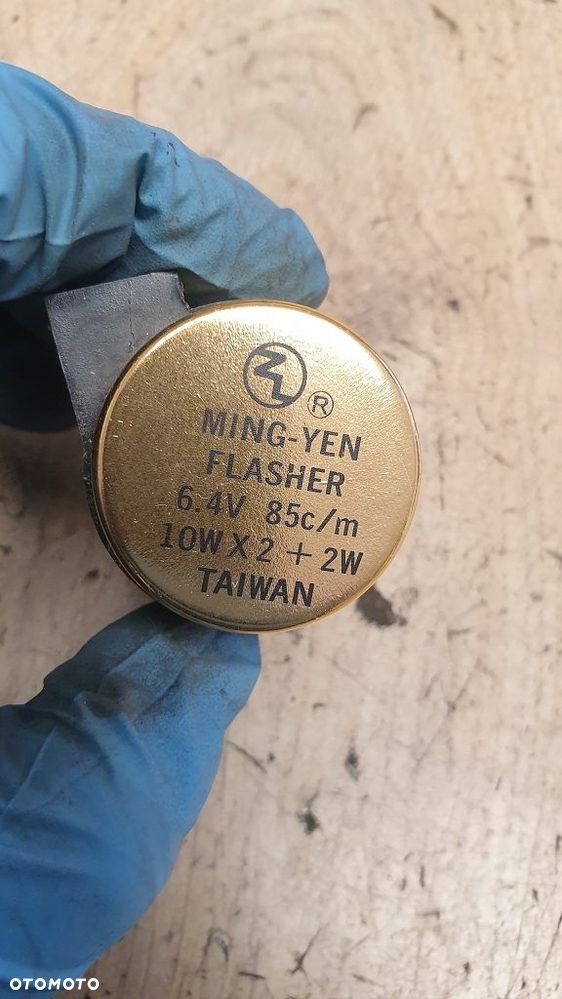 ®
MING-YEN
FLASHER
6.4V 85c/m
10W X 2 + 2W
TAIWAN
OTOMOTO